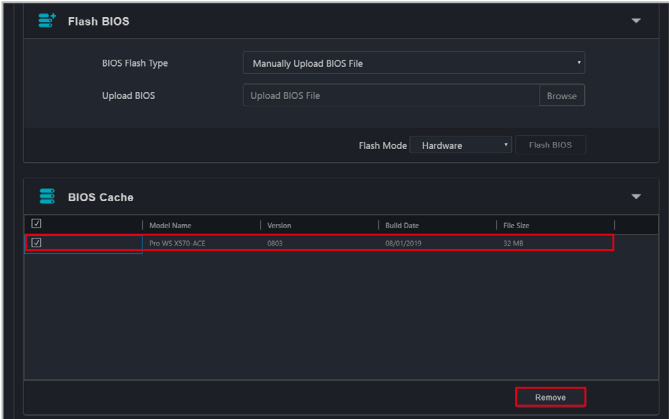 Flash BIOS
BIOS Flash Type Manually Upload BIOS File
Upload BIOS Upload BIOS File Browse
Flash Mode Hardware Flash BIOS
BIOS Cache
Model Name Version Build Date File Size
Pro WS X570-ACE 0803 08/01/2019 32 MB
Remove